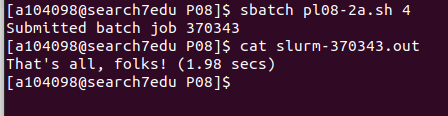 [a104098@search7edu P08]$ sbatch pl08-2a.sh 4
Submitted batch job 370343
[a104098@search7edu P08]$ cat slurm-370343.out
That's all, folks! (1.98 secs)
[a104098@search7edu P08]$